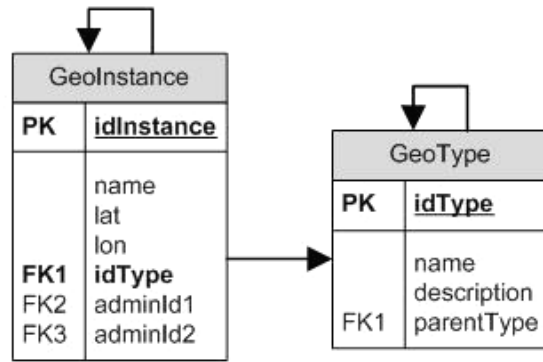 GeoInstance
PK idInstance
name
lat
lon
FK1 idType
FK2 adminId1
FK3 adminId2
GeoType
PK idType
name
description
FK1 parentType